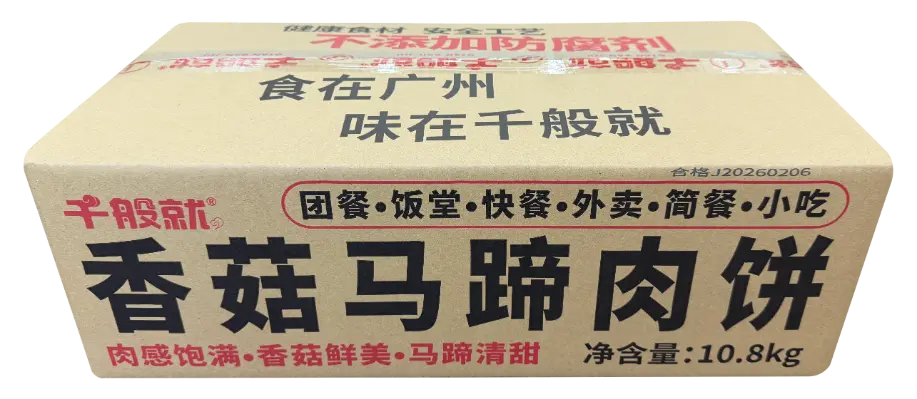 健康食材 安全工艺
不添加防腐剂
食在广州
味在千般就
合格J20260206
千般就®
团餐•饭堂•快餐•外卖•简餐•小吃
香菇马蹄肉饼
肉感饱满•香菇鲜美•马蹄清甜
净含量：10.8kg